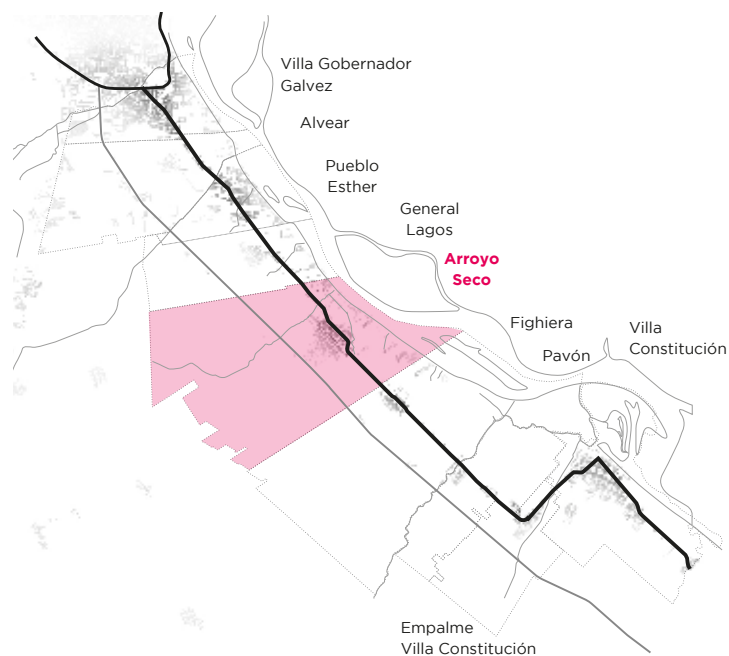 Villa Gobernador
Galvez
Alvear
Pueblo
Esther
General
Lagos
Arroyo
Seco
Fighiera
Villa
Constitución
Pavón
Empalme
Villa Constitución